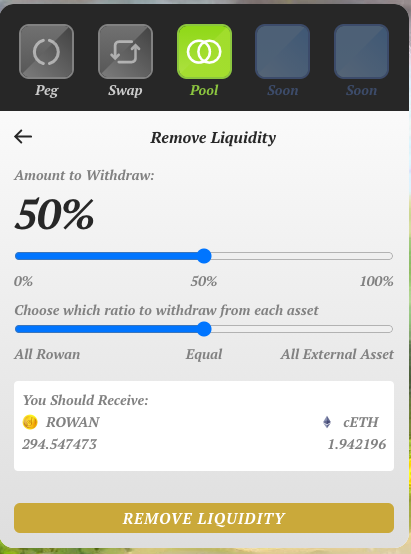 Peg Swap Pool Soon Soon
Remove Liquidity
Amount to Withdraw:
50%
0% 50% 100%
Choose which ratio to withdraw from each asset
All Rowan Equal All External Asset
You Should Receive:
ROWAN cETH
294.547473 1.942196
REMOVE LIQUIDITY